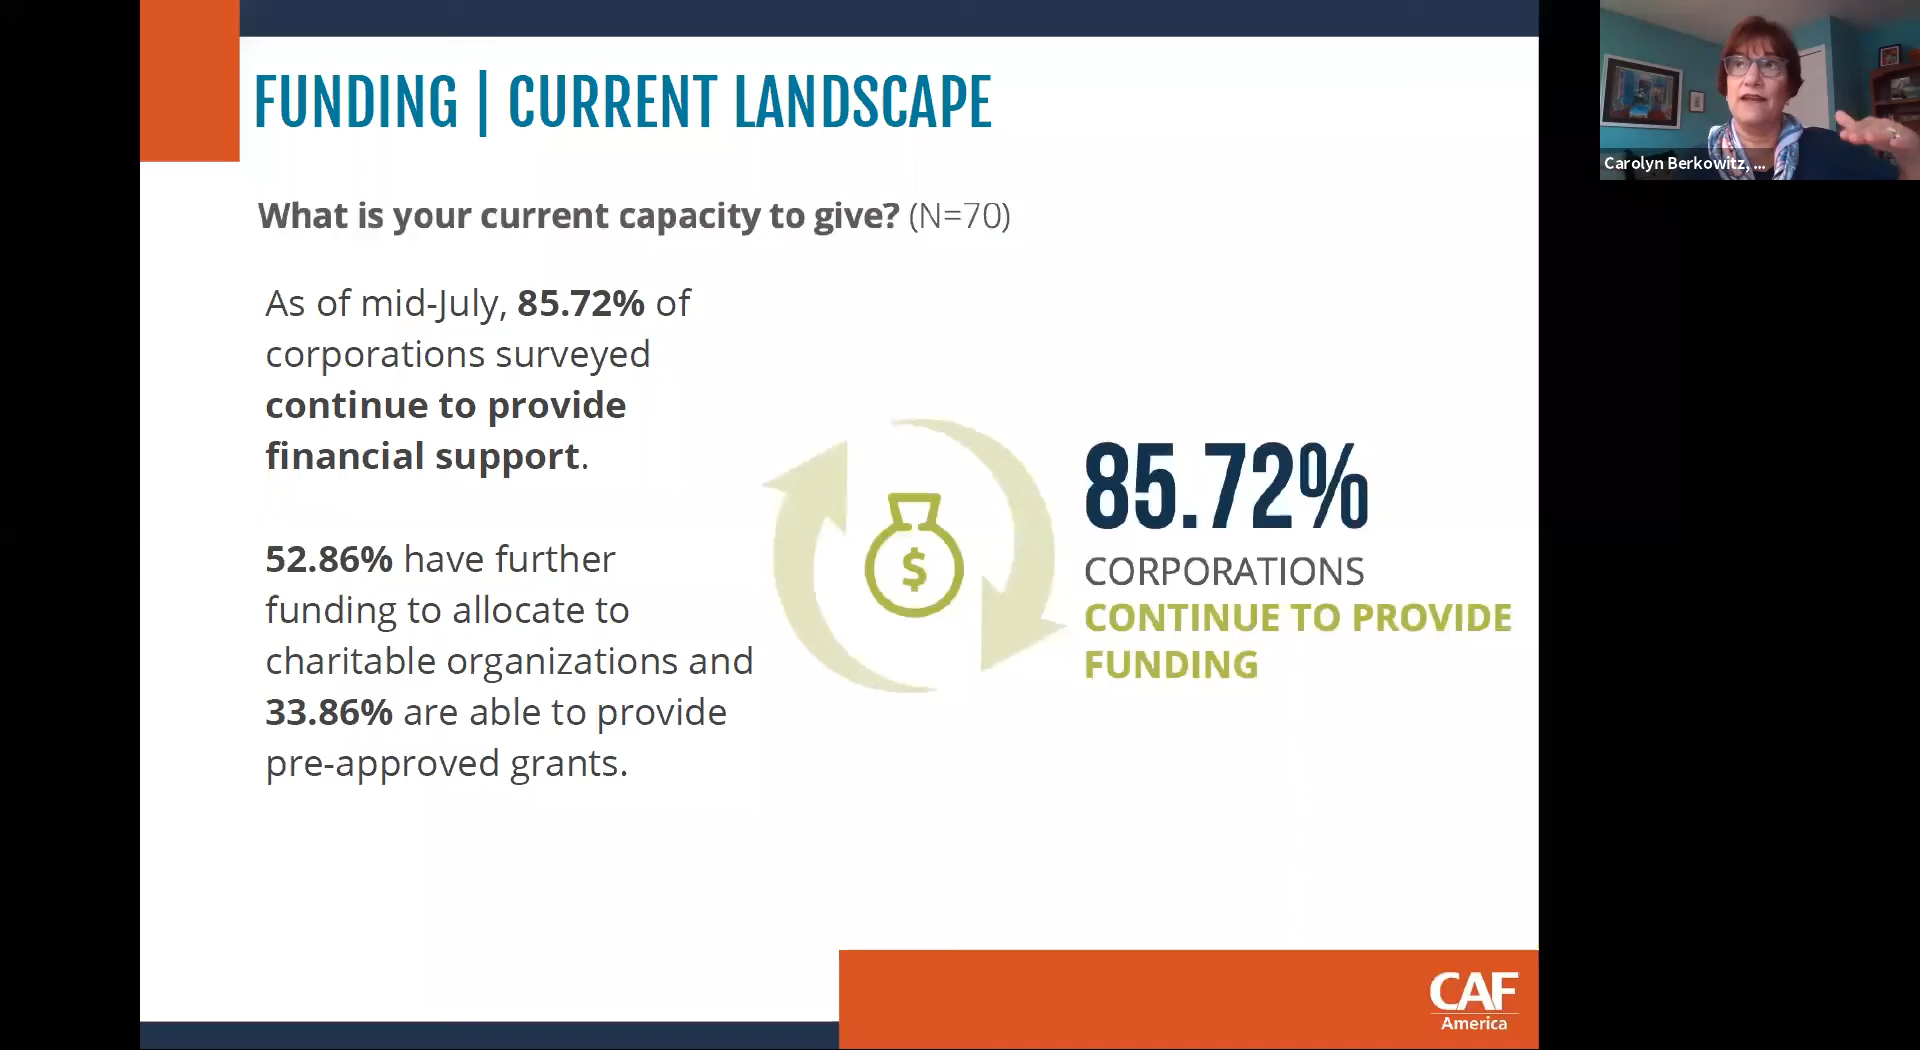 FUNDING | CURRENT LANDSCAPE
What is your current capacity to give? (N=70)
As of mid-July, 85.72% of
corporations surveyed
continue to provide
financial support.
52.86% have further
funding to allocate to
charitable organizations and
33.86% are able to provide
pre-approved grants.
$
85.72%
CORPORATIONS
CONTINUE TO PROVIDE
FUNDING
CAF
America
Carolyn Berkowitz, ...